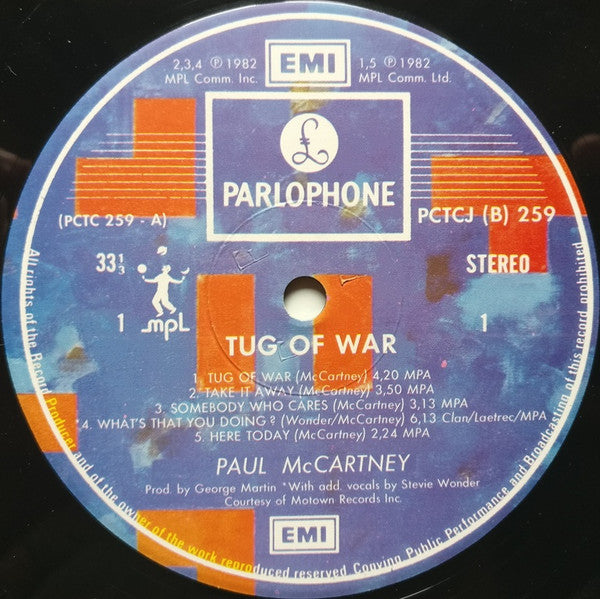 2,3,4 ℗ 1982
MPL Comm. Inc.
EMI
1,5 ℗ 1982
MPL Comm. Ltd.
£
PARLOPHONE
(PCTC 259 - A)
PCTCJ (B) 259
33 1/3
STEREO
1
mpL
1
TUG OF WAR
1. TUG OF WAR (McCartney) 4,20 MPA
2. TAKE IT AWAY (McCartney) 3,50 MPA
3. SOMEBODY WHO CARES (McCartney) 3,13 MPA
*4. WHAT'S THAT YOU DOING? (Wonder/McCartney) 6,13 Clan/Laetrec/MPA
5. HERE TODAY (McCartney) 2,24 MPA
PAUL McCARTNEY
Prod. by George Martin *With add. vocals by Stevie Wonder
Courtesy of Motown Records Inc.
EMI
All rights of the Record Producer and of the owner of the work reproduced reserved Copying Public Performance and Broadcasting of this record prohibited